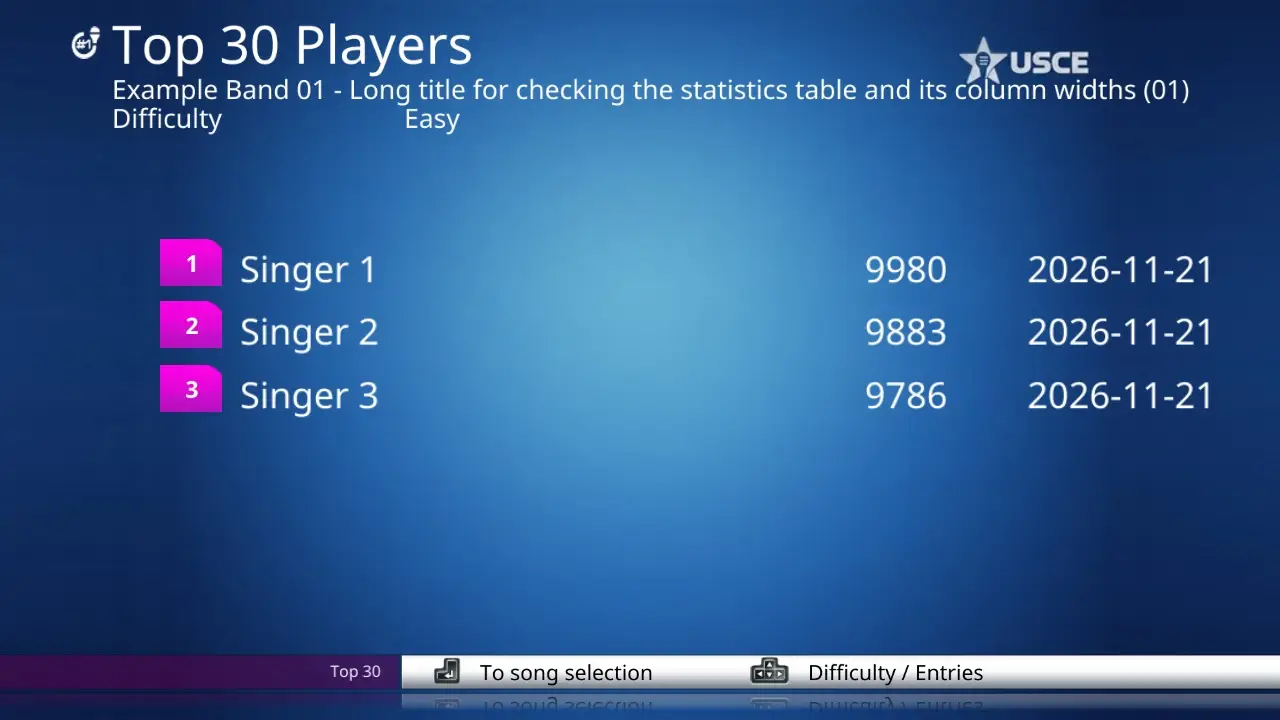 #1 Top 30 Players
USCE
Example Band 01 - Long title for checking the statistics table and its column widths (01)
Difficulty Easy
1 Singer 1 9980 2026-11-21
2 Singer 2 9883 2026-11-21
3 Singer 3 9786 2026-11-21
Top 30 To song selection Difficulty / Entries